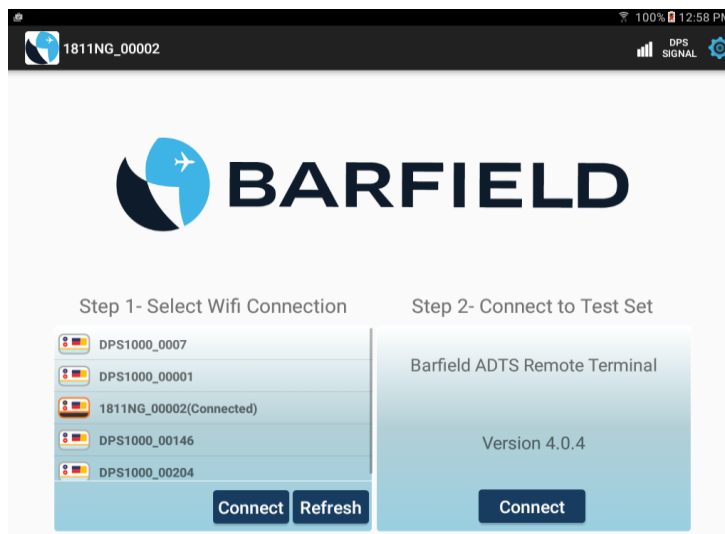 100% 12:58 PM
1811NG_00002
DPS
SIGNAL
BARFIELD
Step 1- Select Wifi Connection
DPS1000_0007
DPS1000_00001
1811NG_00002(Connected)
DPS1000_00146
DPS1000_00204
Connect Refresh
Step 2- Connect to Test Set
Barfield ADTS Remote Terminal
Version 4.0.4
Connect